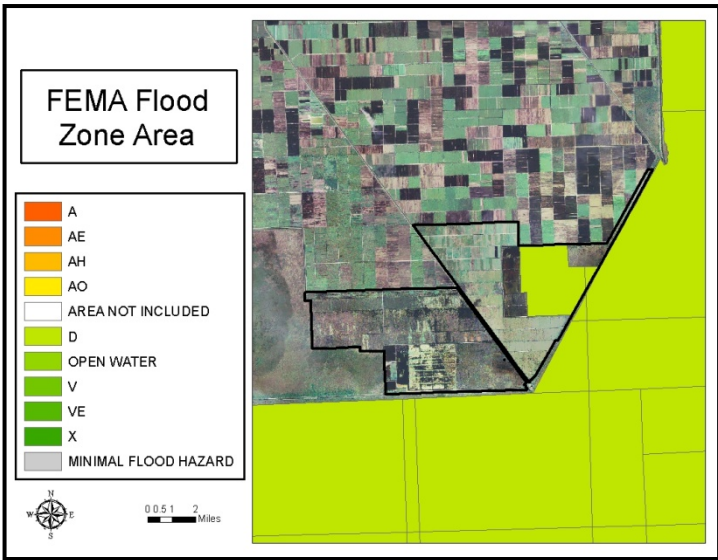 FEMA Flood
Zone Area
A
AE
AH
AO
AREA NOT INCLUDED
D
OPEN WATER
V
VE
X
MINIMAL FLOOD HAZARD
N
W E
S
0 0.5 1 2
Miles